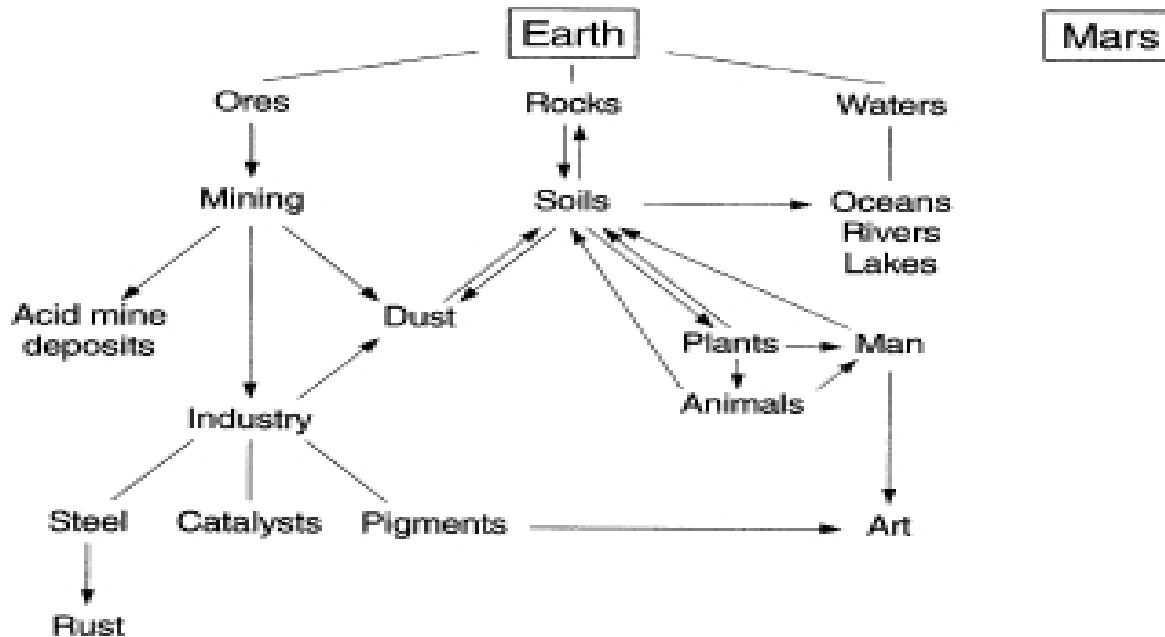 Earth
Mars
Ores
Rocks
Waters
Mining
Soils
Oceans
Rivers
Lakes
Acid mine
deposits
Dust
Plants
Man
Animals
Industry
Steel
Catalysts
Pigments
Art
Rust